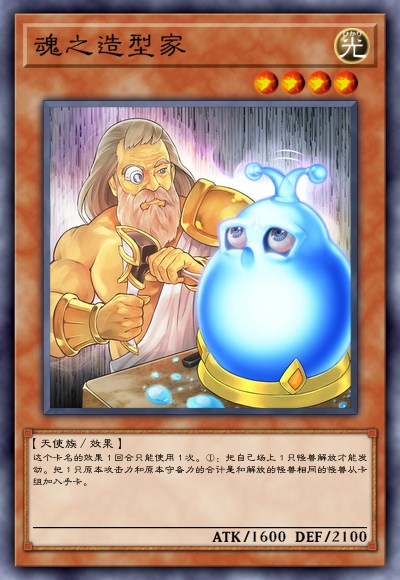 魂之造型家
光
【天使族／效果】
这个卡名的效果1回合只能使用1次。①：把自己场上1只怪兽解放才能发
动。把1只原本攻击力和原本守备力的合计是和解放的怪兽相同的怪兽从卡
组加入手卡。
ATK/1600 DEF/2100